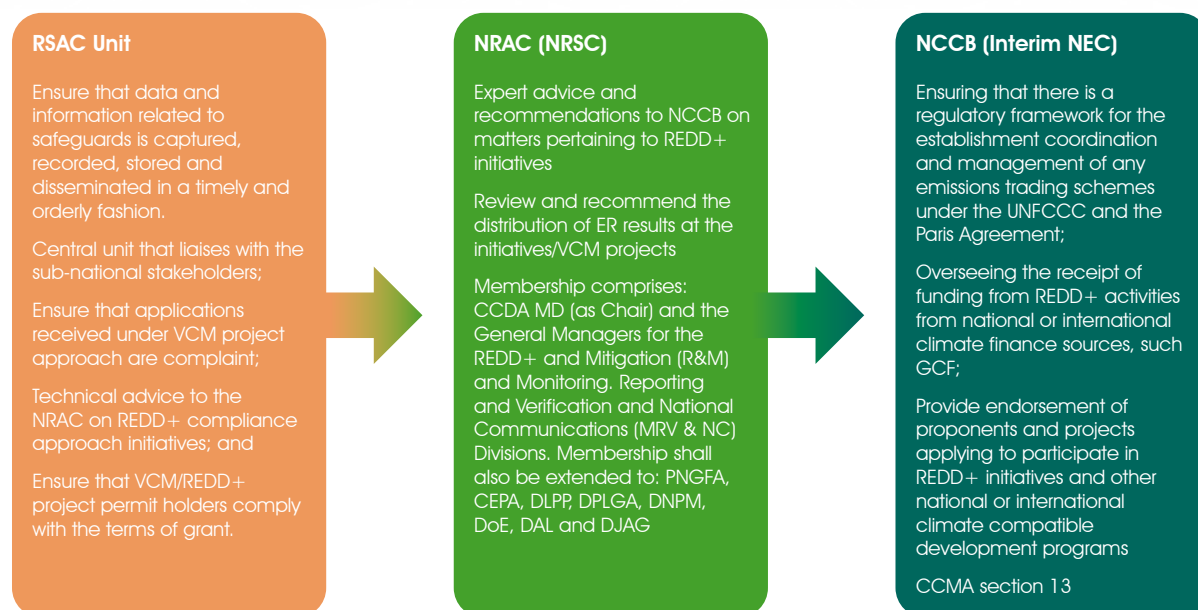 RSAC Unit
Ensure that data and
information related to
safeguards is captured,
recorded, stored and
disseminated in a timely and
orderly fashion.
Central unit that liaises with the
sub-national stakeholders;
Ensure that applications
received under VCM project
approach are complaint;
Technical advice to the
NRAC on REDD+ compliance
approach initiatives; and
Ensure that VCM/REDD+
project permit holders comply
with the terms of grant.
NRAC (NRSC)
Expert advice and
recommendations to NCCB on
matters pertaining to REDD+
initiatives
Review and recommend the
distribution of ER results at the
initiatives/VCM projects
Membership comprises:
CCDA MD (as Chair) and the
General Managers for the
REDD+ and Mitigation (R&M)
and Monitoring. Reporting
and Verification and National
Communications (MRV & NC)
Divisions. Membership shall
also be extended to: PNGFA,
CEPA, DLPP, DPLGA, DNPM,
DoE, DAL and DJAG
NCCB (Interim NEC)
Ensuring that there is a
regulatory framework for the
establishment coordination
and management of any
emissions trading schemes
under the UNFCCC and the
Paris Agreement;
Overseeing the receipt of
funding from REDD+ activities
from national or international
climate finance sources, such
GCF;
Provide endorsement of
proponents and projects
applying to participate in
REDD+ initiatives and other
national or international
climate compatible
development programs
CCMA section 13